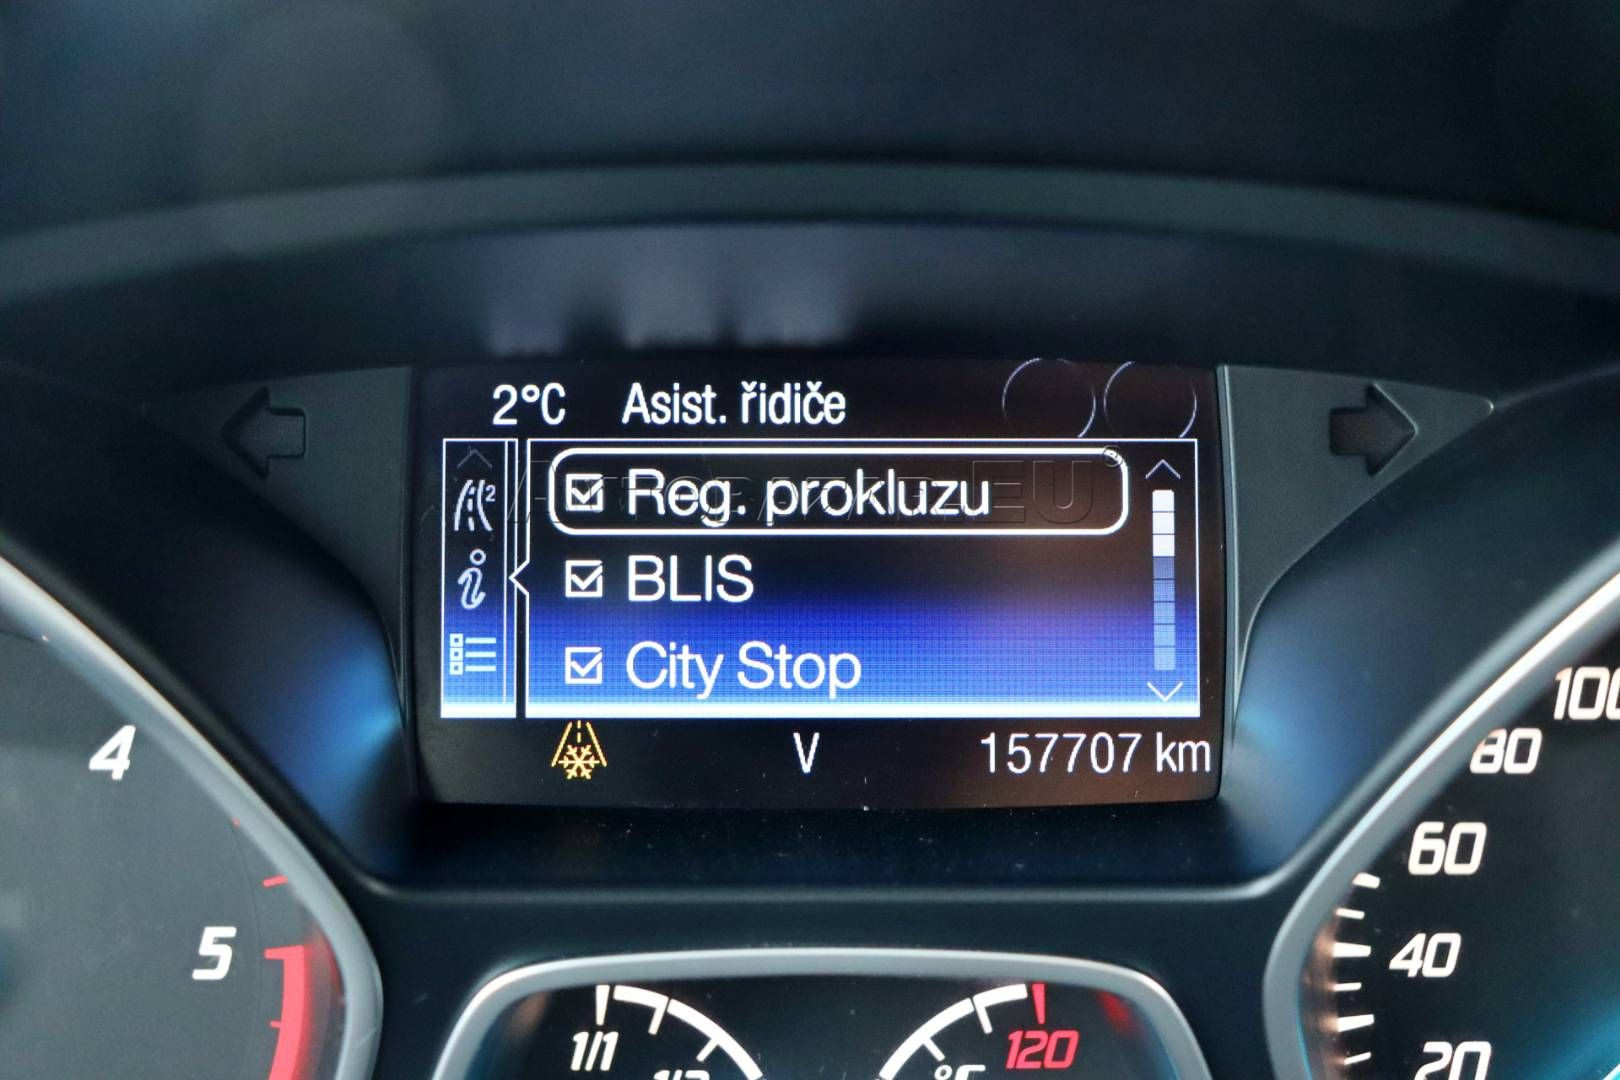 2°C Asist. řidiče
Reg. prokluzu
BLIS
City Stop
V 157707 km
4
5
1/1
120
°C
100
80
60
40
20